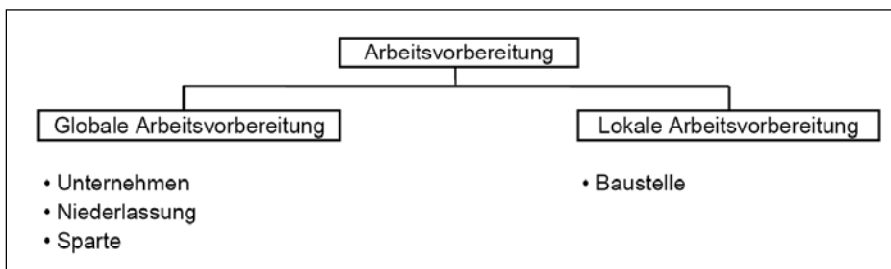 Arbeitsvorbereitung
Globale Arbeitsvorbereitung
Lokale Arbeitsvorbereitung
• Unternehmen
• Niederlassung
• Sparte
• Baustelle